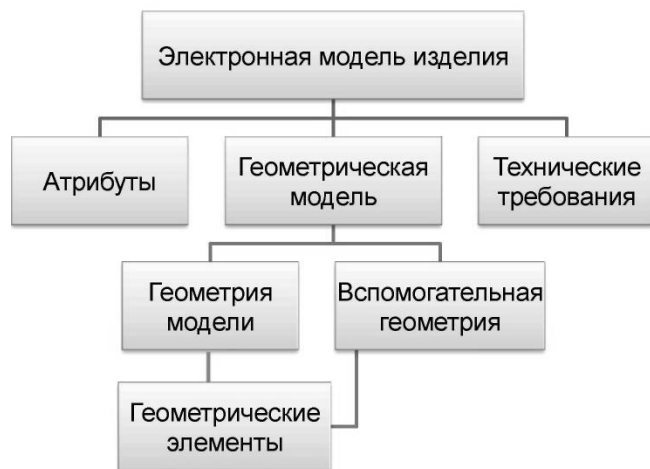 Электронная модель изделия
Атрибуты
Геометрическая
модель
Технические
требования
Геометрия
модели
Вспомогательная
геометрия
Геометрические
элементы